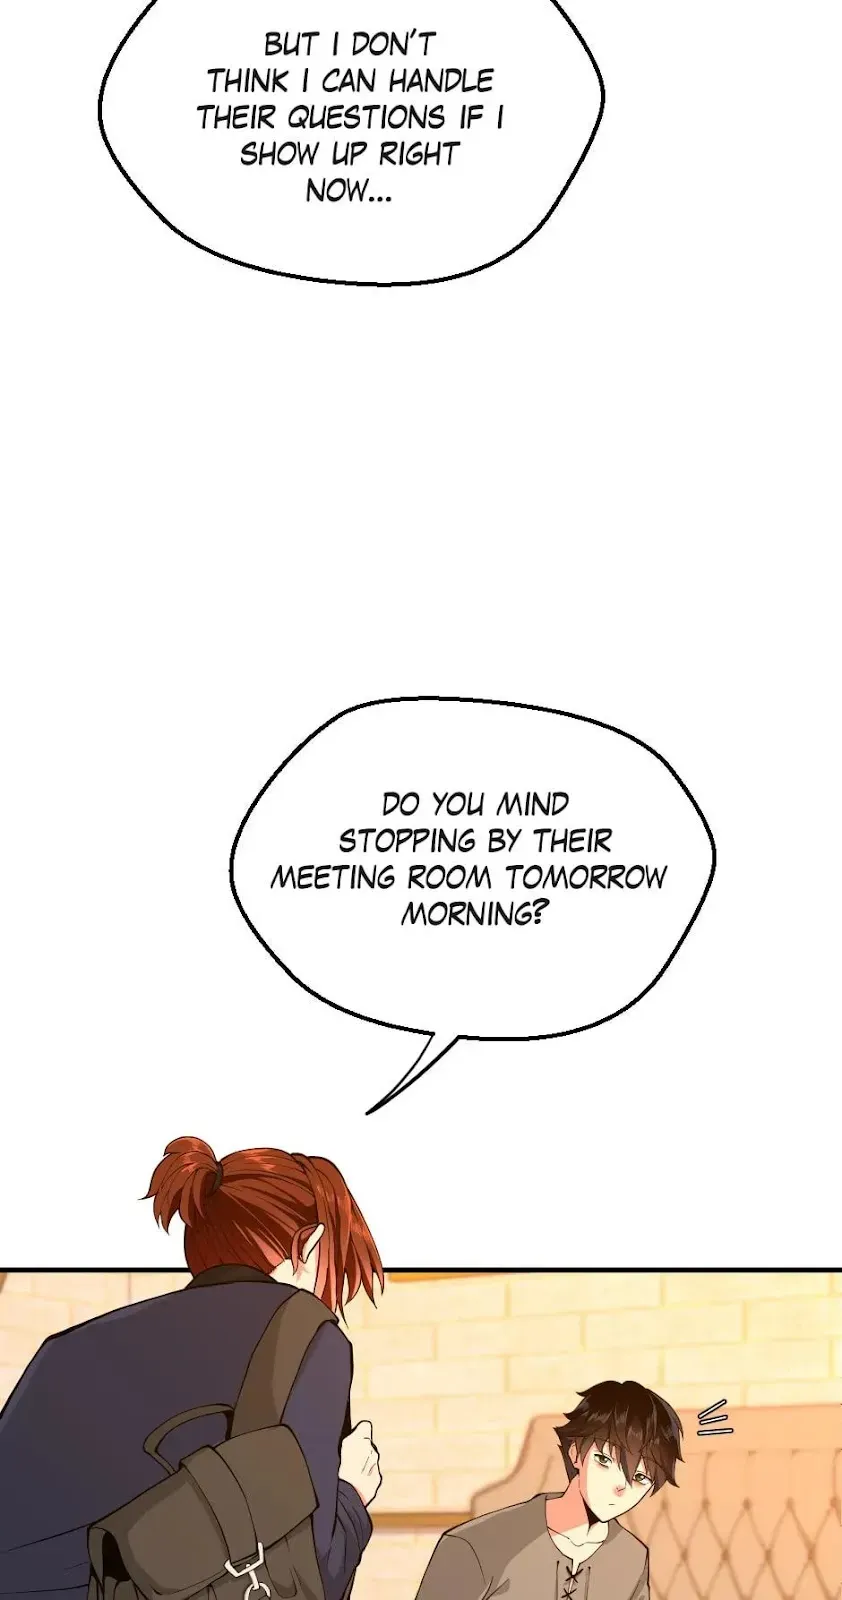 BUT I DON'T
THINK I CAN HANDLE
THEIR QUESTIONS IF I
SHOW UP RIGHT
NOW...
DO YOU MIND
STOPPING BY THEIR
MEETING ROOM TOMORROW
MORNING?